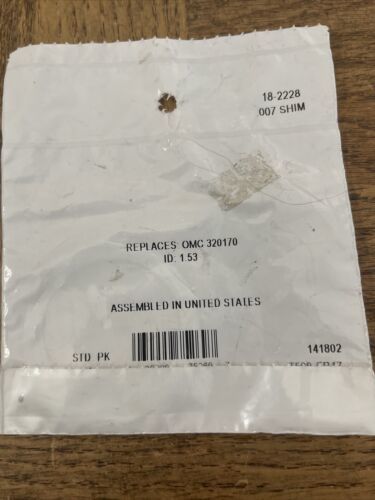 18-2228
007 SHIM
REPLACES OMC 320170
ID: 1.53
ASSEMBLED IN UNITED STATES
STD PK
141802